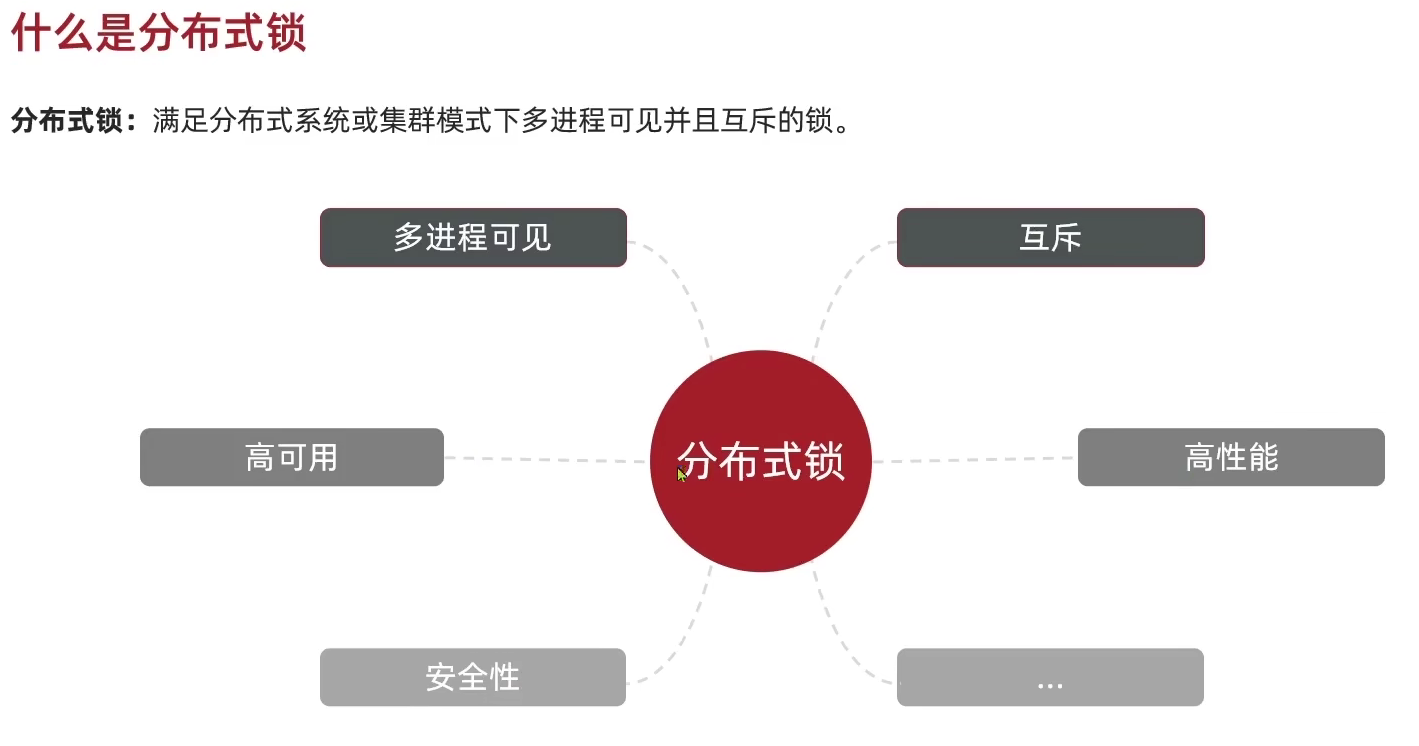 什么是分布式锁
分布式锁：满足分布式系统或集群模式下多进程可见并且互斥的锁。
多进程可见
互斥
高可用
分布式锁
高性能
安全性
...